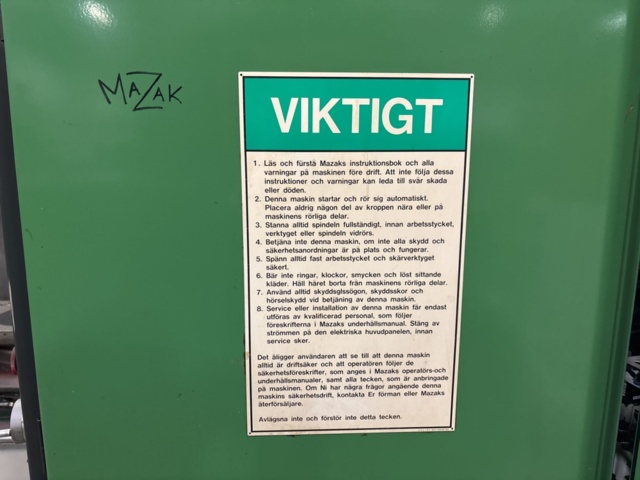 MAZAK
VIKTIGT
1. Läs och fürstå Mazaks instruktionsbok och alla
varningar på maskinen före drift. Att inte följa dessa
instruktioner och varningar kan leda till svår skada
eller döden.
2. Denna maskin startar och rör sig automatiskt.
Placera aldrig någon del av kroppen nära eller på
maskinens rörliga delar.
3. Stanna alltid spindeln fullständigt, innan arbetsstycket,
verktyget eller spindeln vidrörs.
4. Betjäna inte denna maskin, om inte alla skydd och
säkerhetsanordningar är på plats och fungerar.
5. Spänn alltid fast arbetsstycket och skärverktyget
säkert.
6. Bär inte ringar, klockor, smycken och löst sittande
kläder. Håll håret borta från maskinens rörliga delar.
7. Använd alltid skyddsglssögon, skyddsskor och
hörselskydd vid betjäning av denna maskin.
8. Service eller installation av denna maskin får endast
utföras av kvalificerad personal, som följer
föreskrifterna i Mazaks underhållsmanual. Stäng av
strömmen på den elektriska huvudpanelen, innan
service sker.
Det åligger användaren att se till att denna maskin
alltid är driftsäker och att operatören följer de
säkerhetsföreskrifter, som anges i Mazaks operatörs-och
underhållsmanualer, samt alla tecken, som är anbringade
på maskinen. Om Ni har några frågor angående denna
maskins säkerhetsdrift, kontakta Er förman eller Mazaks
återförsäljare.
Avlägsna inte och förstör inte detta tecken.